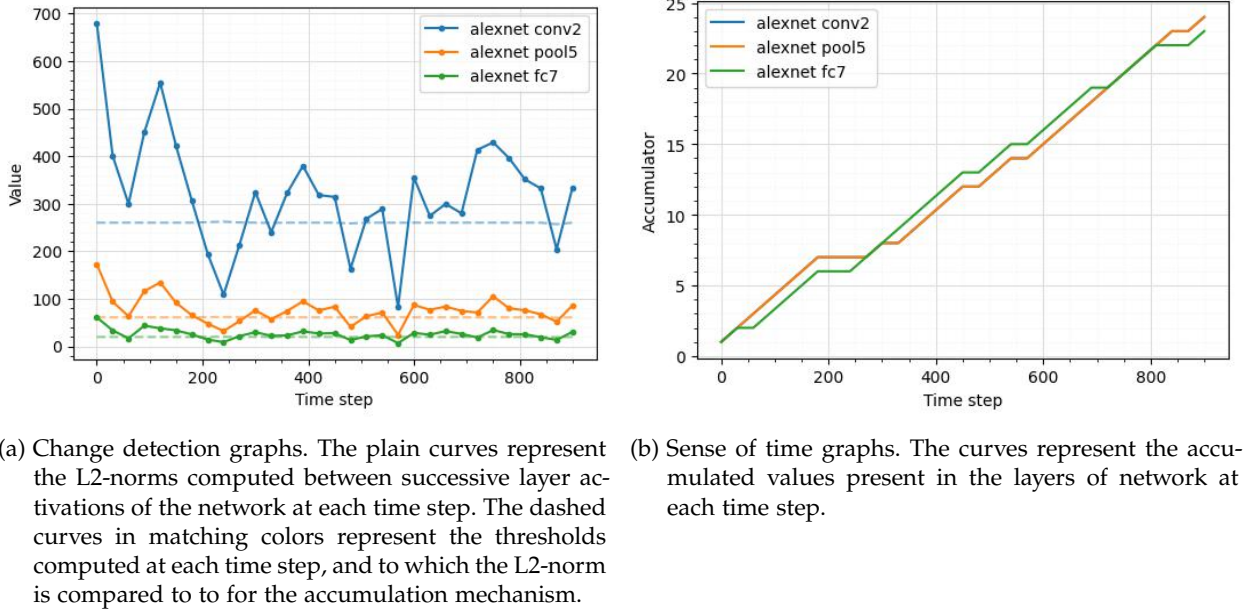 700
600
500
400
300
200
100
0
Value
0
200
400
600
800
Time step
alexnet conv2
alexnet pool5
alexnet fc7
25
20
15
10
5
0
Accumulator
0
200
400
600
800
Time step
alexnet conv2
alexnet pool5
alexnet fc7
(a) Change detection graphs. The plain curves represent
the L2-norms computed between successive layer ac-
tivations of the network at each time step. The dashed
curves in matching colors represent the thresholds
computed at each time step, and to which the L2-norm
is compared to to for the accumulation mechanism.
(b) Sense of time graphs. The curves represent the accu-
mulated values present in the layers of network at
each time step.